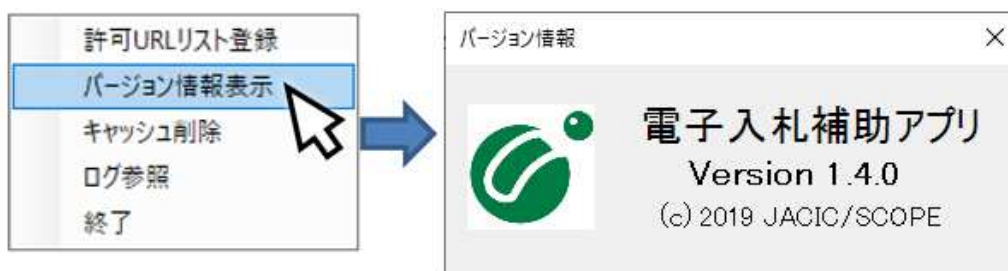 許可URLリスト登録
バージョン情報表示
キャッシュ削除
ログ参照
終了
バージョン情報
電子入札補助アプリ
Version 1.4.0
(c) 2019 JACIC/SCOPE